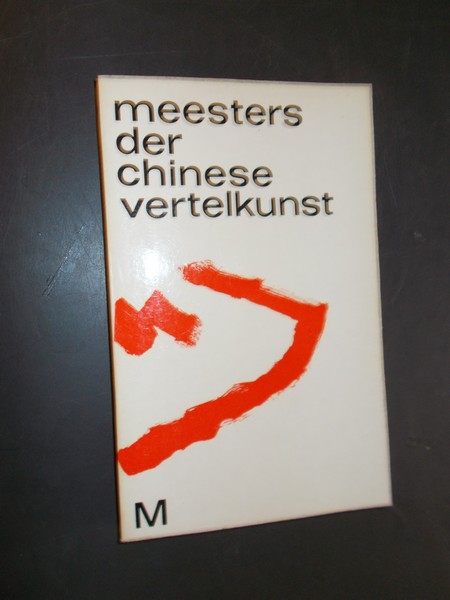 meesters
der
chinese
vertelkunst
M